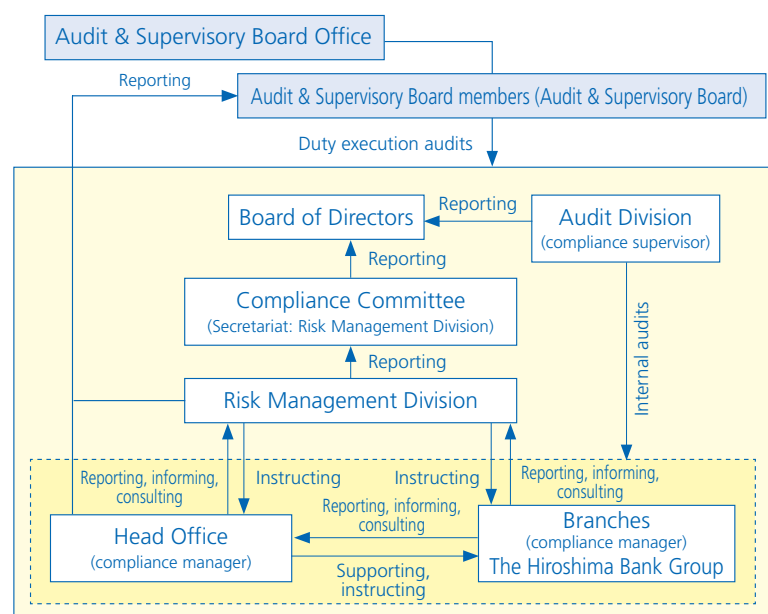 Audit & Supervisory Board Office
Reporting
Audit & Supervisory Board members (Audit & Supervisory Board)
Duty execution audits
Board of Directors
Reporting
Audit Division
(compliance supervisor)
Reporting
Compliance Committee
(Secretariat: Risk Management Division)
Internal audits
Reporting
Risk Management Division
Reporting, informing,
consulting
Instructing
Instructing
Reporting, informing,
consulting
Reporting, informing,
consulting
Head Office
(compliance manager)
Branches
(compliance manager)
The Hiroshima Bank Group
Supporting,
instructing